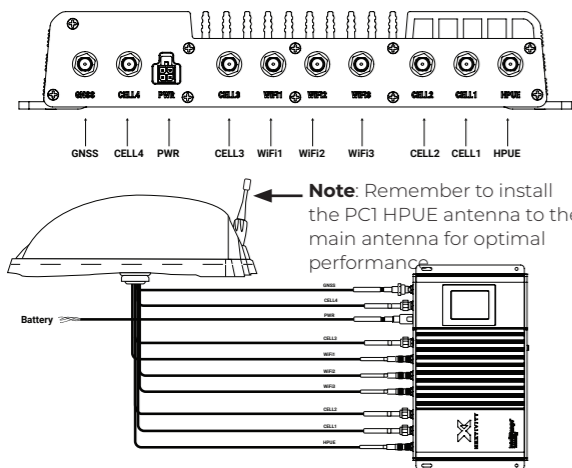 GNSS CELL4 PWR CELL3 WiFi1 WiFi2 WiFi3 CELL2 CELL1 HPUE
GNSS CELL4 PWR CELL3 WiFi1 WiFi2 WiFi3 CELL2 CELL1 HPUE
Note: Remember to install
the PC1 HPUE antenna to the
main antenna for optimal
performance
GNSS
CELL4
Battery PWR
CELL3
WiFi1
WiFi2
WiFi3
CELL2
CELL1
HPUE
NEXTIVITY